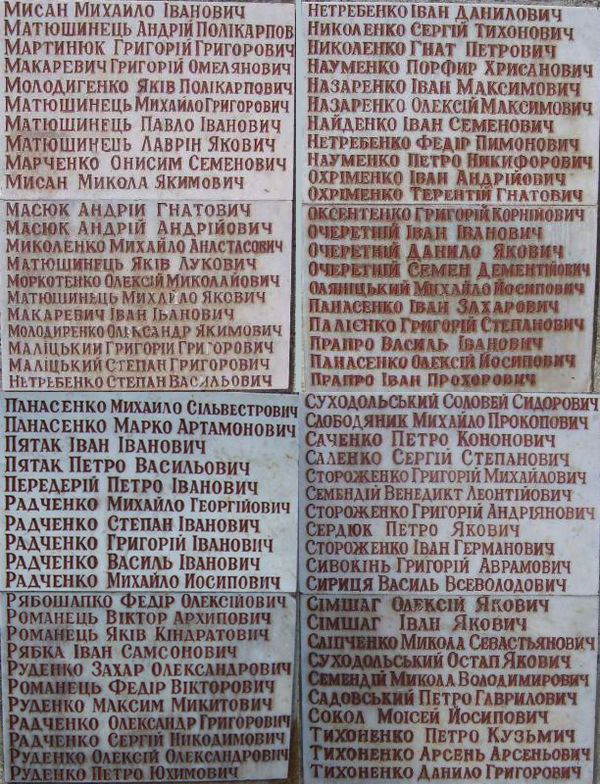 Мисан Михайло Іванович
Матюшинець Андрій Полікарпов
Мартинюк Григорій Григорович
Макаревич Григорій Омелянович
Молодигенко Яків Полікарпович
Матюшинець Михайло Григорович
Матюшинець Павло Іванович
Матюшинець Лаврін Якович
Марченко Онисим Семенович
Мисан Микола Якимович
Масюк Андрій Гнатович
Масюк Андрій Андрійович
Миколенко Михайло Анастасович
Матюшинець Яків Лукович
Моркотенко Олексій Миколайович
Матюшинець Михайло Якович
Макаревич Іван Іванович
Молодиренко Олександр Якимович
Маліцький Григорій Григорович
Маліцький Степан Григорович
Нетребенко Степан Васильович
Панасенко Михайло Сільвестрович
Панасенко Марко Артамонович
Пятак Іван Іванович
Пятак Петро Васильович
Передерій Петро Іванович
Радченко Михайло Георгійович
Радченко Степан Іванович
Радченко Григорій Іванович
Радченко Василь Іванович
Радченко Михайло Йосипович
Рябошапко Федір Олексійович
Романець Віктор Архипович
Романець Яків Кіндратович
Рябка Іван Самсонович
Руденко Захар Олександрович
Романець Федір Вікторович
Руденко Максим Микитович
Радченко Олександр Григорович
Радченко Сергій Никодимович
Руденко Олексій Олександрович
Руденко Петро Юхимович
Нетребенко Іван Данилович
Николенко Сергій Тихонович
Николенко Гнат Петрович
Науменко Порфир Хрисанович
Назаренко Іван Максимович
Назаренко Олексій Максимович
Найденко Іван Семенович
Нетребенко Федір Пимонович
Науменко Петро Никифорович
Охріменко Іван Андрійович
Охріменко Терентій Гнатович
Оксентенко Григорій Корнійович
Очеретній Іван Іванович
Очеретній Данило Якович
Очеретній Семен Дементійович
Оляніцький Михайло Йосипович
Панасенко Іван Захарович
Палієнко Григорій Степанович
Прапро Василь Іванович
Панасенко Олексій Йосипович
Прапро Іван Прохорович
Суходольський Соловей Сидорович
Слободяник Михайло Прокопович
Саченко Петро Кононович
Саленко Сергій Степанович
Стороженко Григорій Михайлович
Семендій Венедикт Леонтійович
Стороженко Григорій Андріянович
Сердюк Петро Якович
Стороженко Іван Германович
Сивокінь Григорій Аврамович
Сириця Василь Всеволодович
Сімшаг Олексій Якович
Сімшаг Іван Якович
Сліпченко Микола Севастьянович
Суходольський Остап Якович
Семендій Микола Володимирович
Садовський Петро Гаврилович
Сокол Моісей Йосипович
Тихоненко Петро Кузьмич
Тихоненко Арсень Арсеньович
Тихоненко Данило Григорович